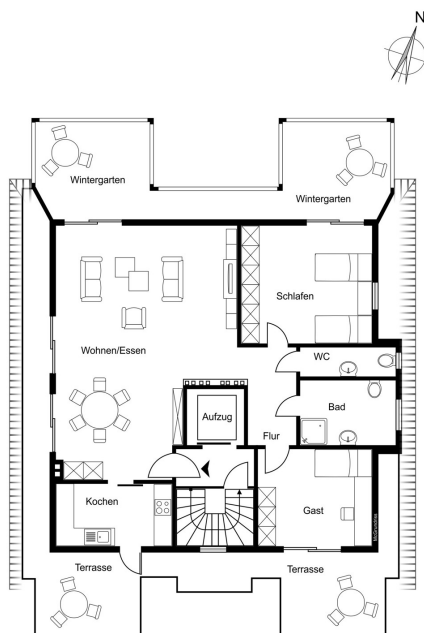 N
Wintergarten
Wintergarten
Schlafen
Wohnen/Essen
WC
Bad
Aufzug
Flur
Kochen
Gast
Terrasse
Terrasse